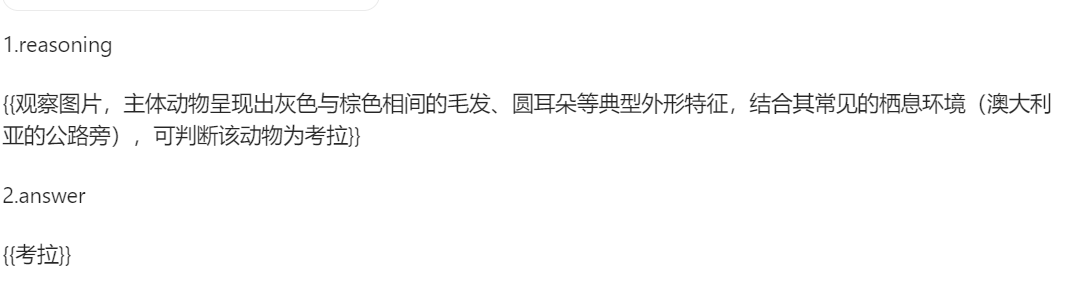 1.reasoning
{{观察图片，主体动物呈现出灰色与棕色相间的毛发、圆耳朵等典型外形特征，结合其常见的栖息环境（澳大利
亚的公路旁），可判断该动物为考拉}}
2.answer
{{考拉}}